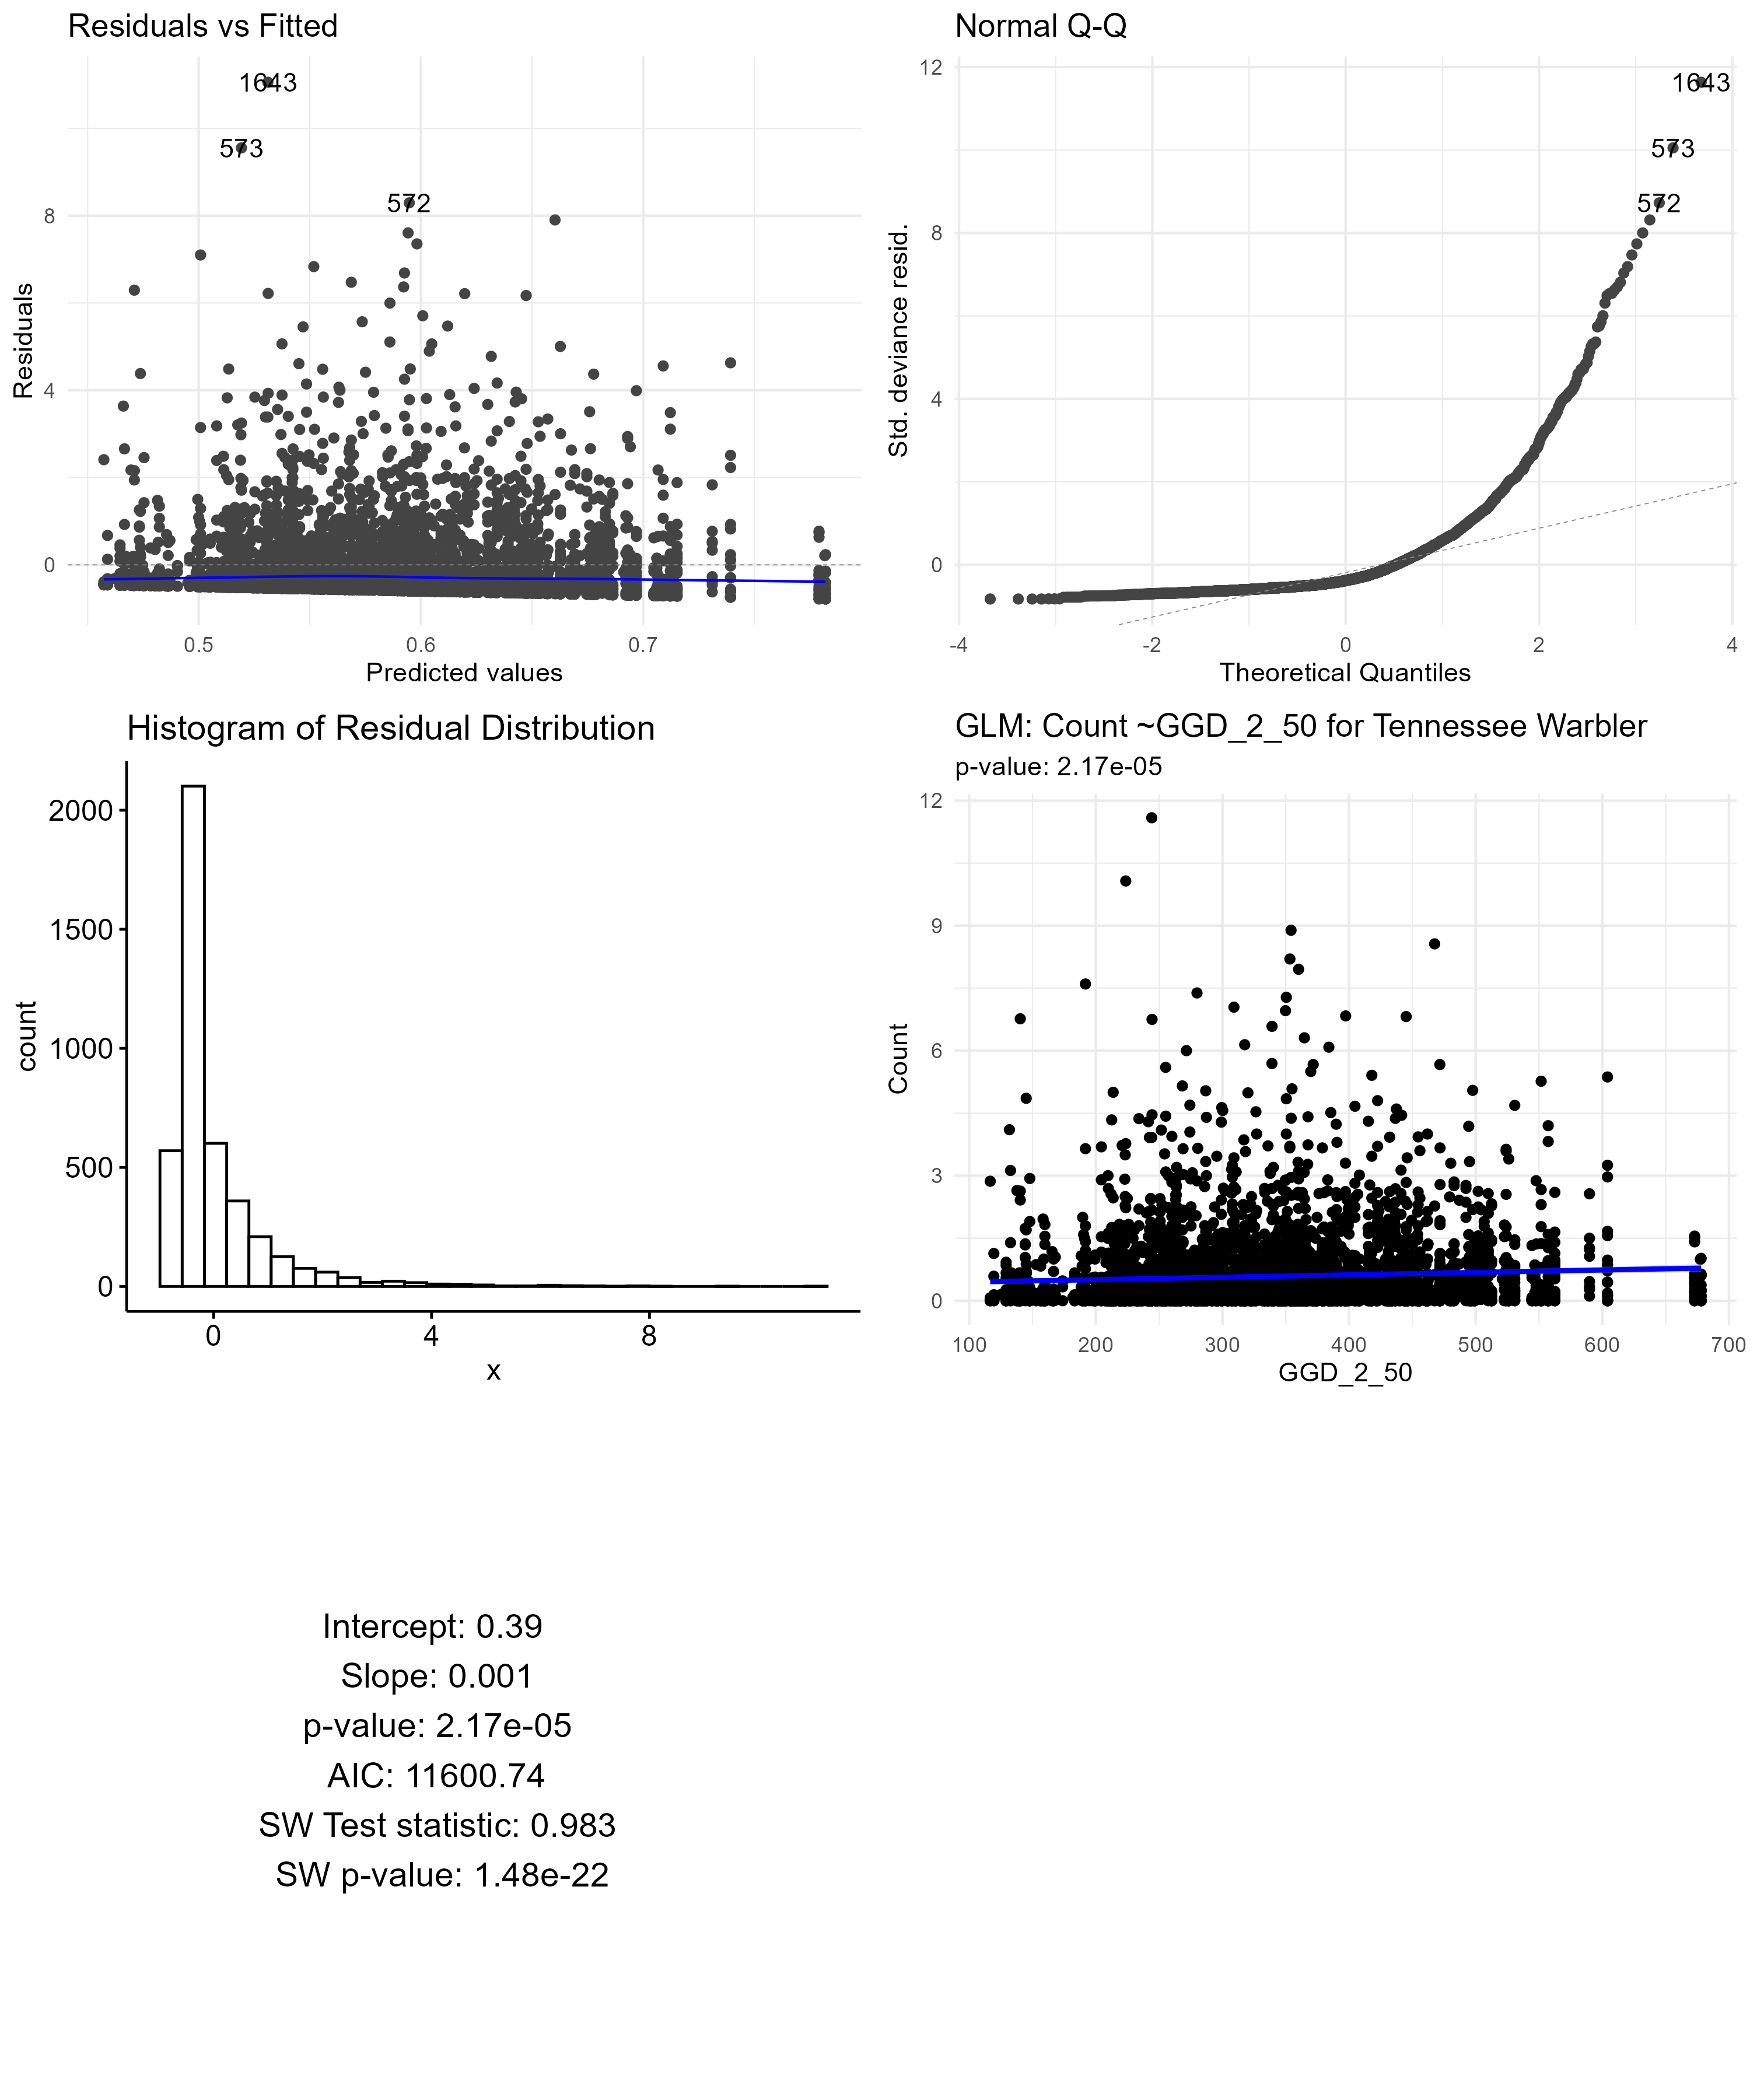 Residuals vs Fitted
1643
573
572
8
4
0
Residuals
0.5 0.6 0.7
Predicted values
Normal Q-Q
12
8
4
0
1643
573
572
Std. deviance resid.
-4 -2 0 2 4
Theoretical Quantiles
Histogram of Residual Distribution
2000
1500
1000
500
0
count
0 4 8
x
GLM: Count ~GGD_2_50 for Tennessee Warbler
p-value: 2.17e-05
12
9
6
3
0
Count
100 200 300 400 500 600 700
GGD_2_50
Intercept: 0.39
Slope: 0.001
p-value: 2.17e-05
AIC: 11600.74
SW Test statistic: 0.983
SW p-value: 1.48e-22